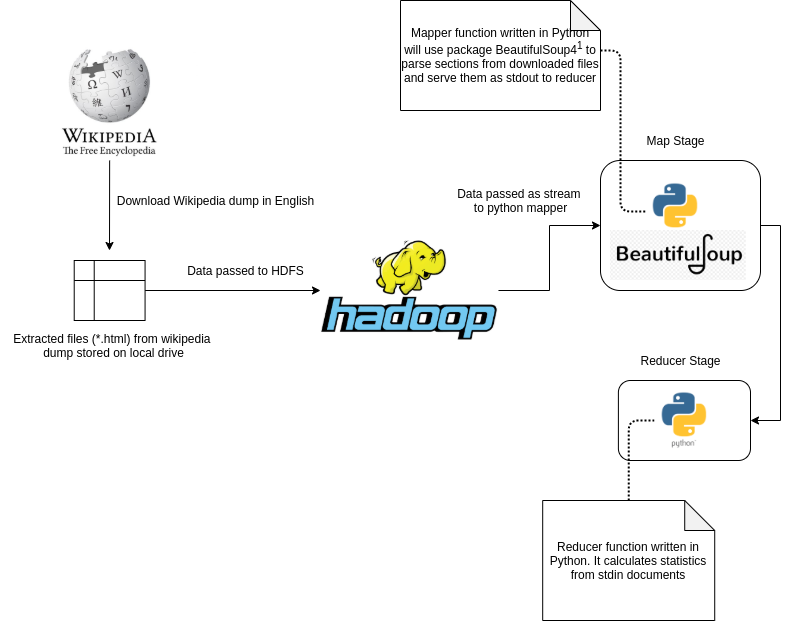 Mapper function written in Python
will use package BeautifulSoup4¹ to
parse sections from downloaded files
and serve them as stdout to reducer
Ω
W
И
維
WIKIPEDIA
The Free Encyclopedia
Map Stage
Download Wikipedia dump in English
Data passed as stream
to python mapper
BeautifulSoup
Data passed to HDFS
hadoop
Extracted files (*.html) from wikipedia
dump stored on local drive
Reducer Stage
python
Reducer function written in
Python. It calculates statistics
from stdin documents